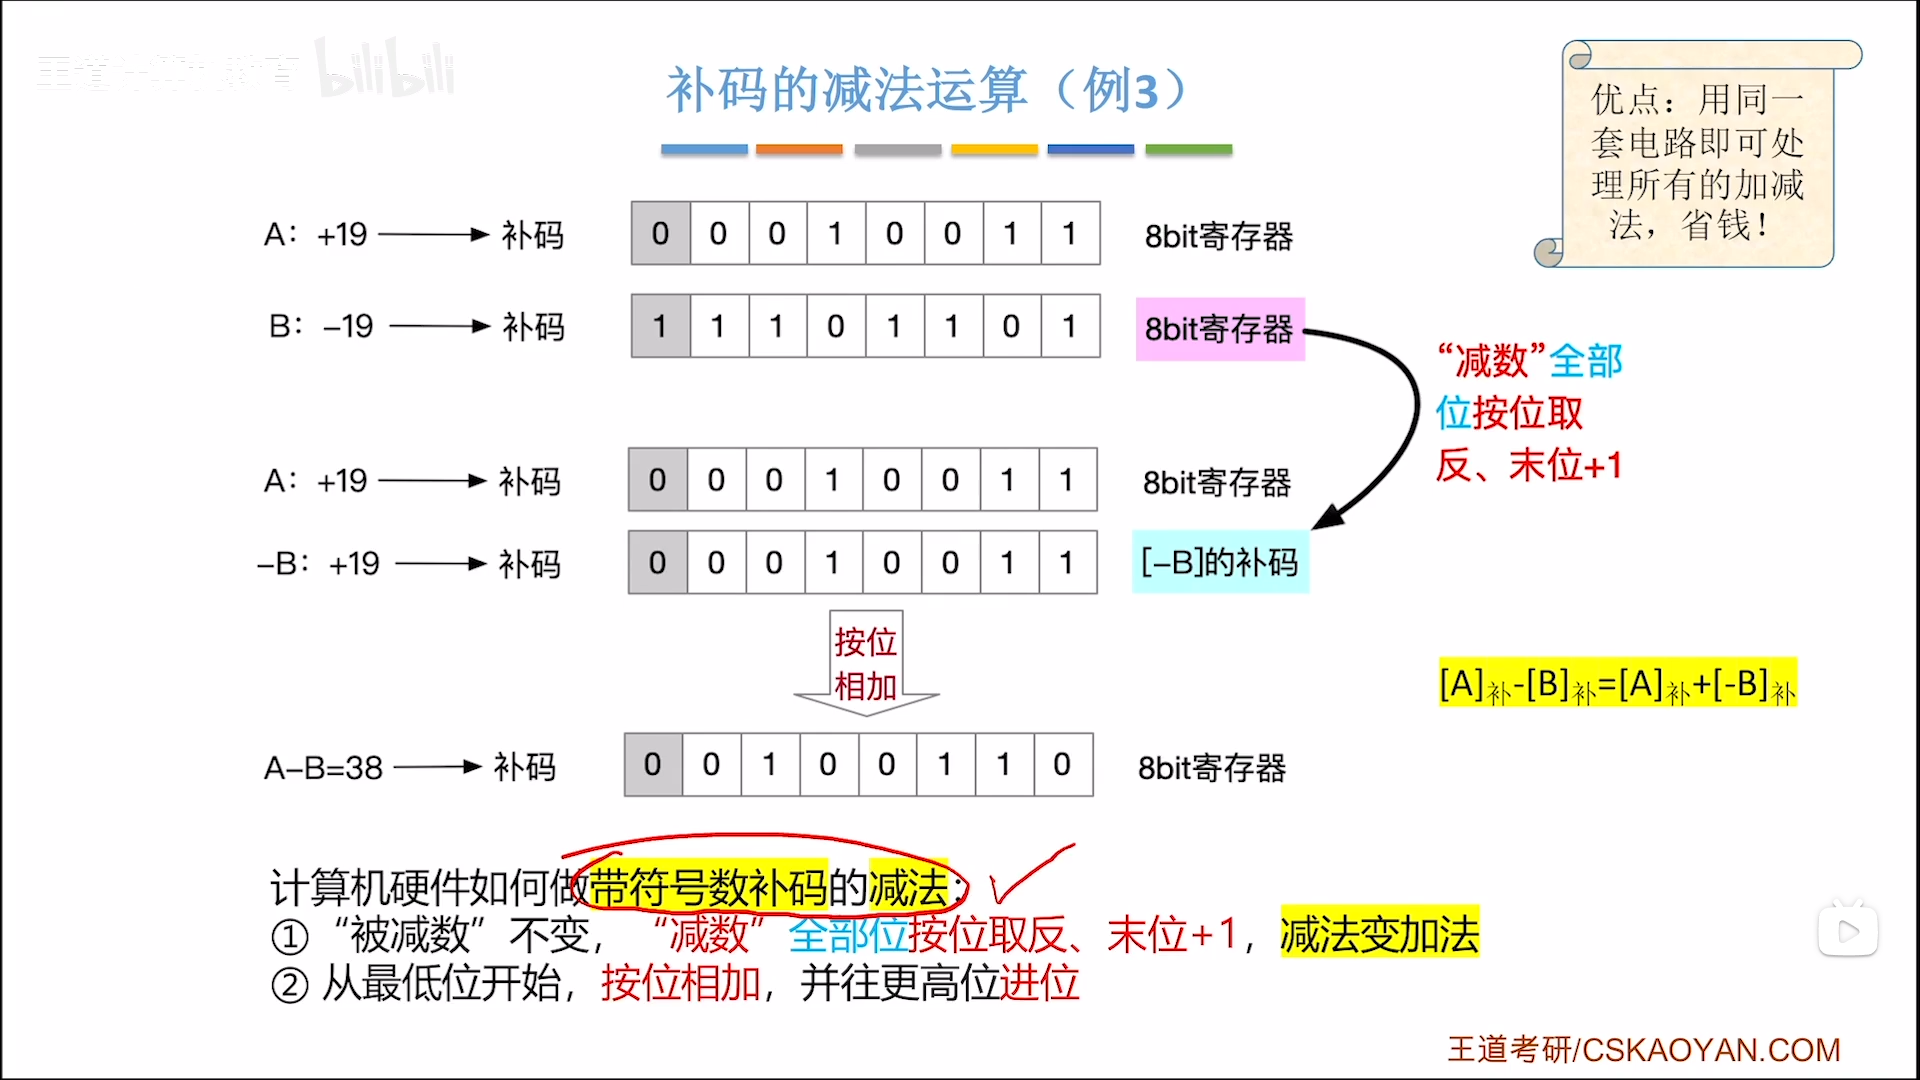 bilibili
补码的减法运算（例3）
优点：用同一
套电路即可处
理所有的加减
法，省钱！
A：+19 补码 0 0 0 1 0 0 1 1 8bit寄存器
B：-19 补码 1 1 1 0 1 1 0 1 8bit寄存器
“减数”全部
位按位取
反、末位+1
A：+19 补码 0 0 0 1 0 0 1 1 8bit寄存器
-B：+19 补码 0 0 0 1 0 0 1 1 [-B]的补码
按位
相加
[A]补-[B]补=[A]补+[-B]补
A-B=38 补码 0 0 1 0 0 1 1 0 8bit寄存器
计算机硬件如何做带符号数补码的减法：
① “被减数”不变，“减数”全部位按位取反、末位+1，减法变加法
② 从最低位开始，按位相加，并往更高位进位
王道考研/CSKAOYAN.COM